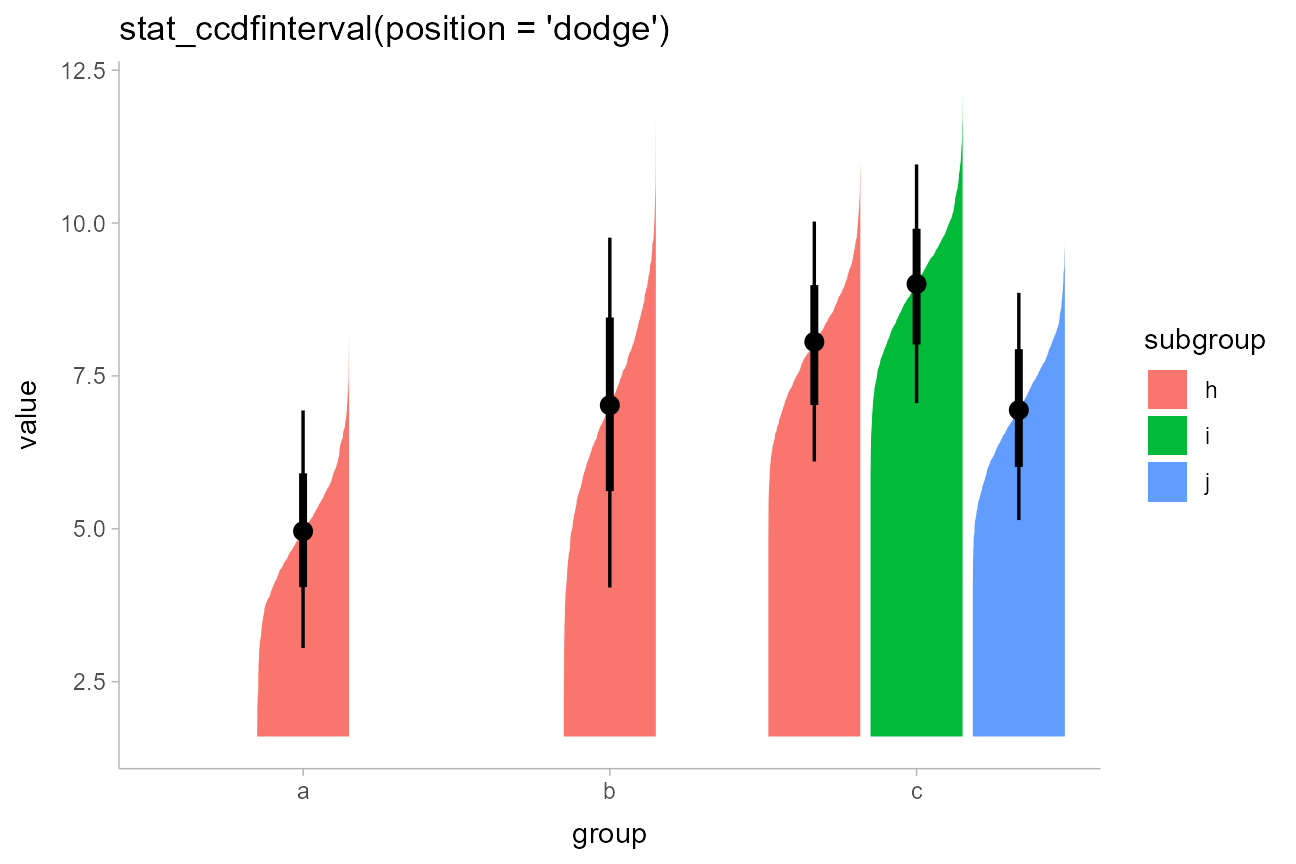 stat_ccdfinterval(position = 'dodge')
12.5
10.0
7.5
5.0
2.5
value
a b c
group
subgroup
h
i
j